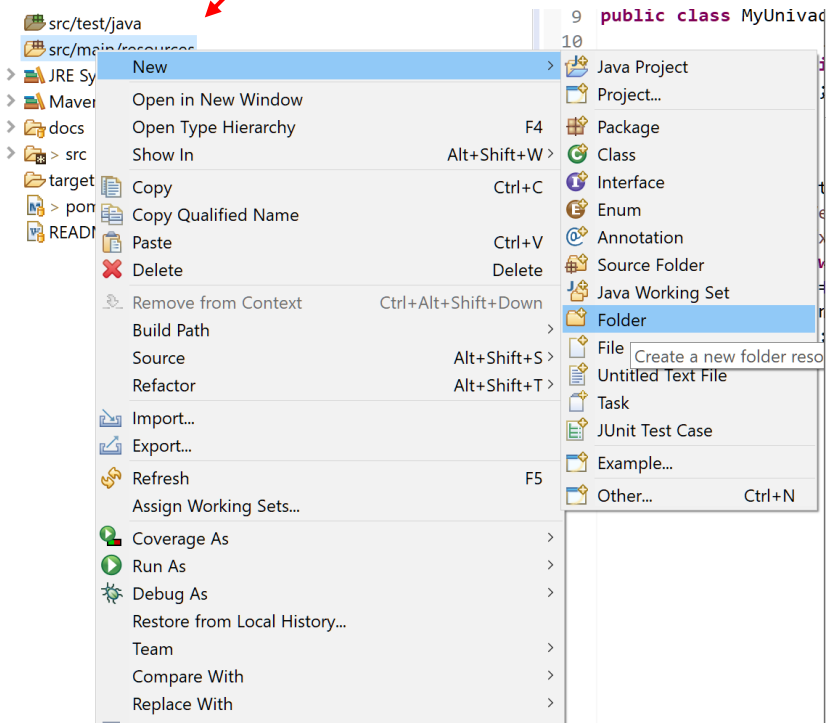 src/test/java
src/main/resources
JRE Sy
Maven
docs
> src
target
> pom
READM
9 public class MyUnivad
10
New
Open in New Window
Open Type Hierarchy F4
Show In Alt+Shift+W
Copy Ctrl+C
Copy Qualified Name
Paste Ctrl+V
Delete Delete
Remove from Context Ctrl+Alt+Shift+Down
Build Path
Source Alt+Shift+S
Refactor Alt+Shift+T
Import...
Export...
Refresh F5
Assign Working Sets...
Coverage As
Run As
Debug As
Restore from Local History...
Team
Compare With
Replace With
Java Project
Project...
Package
Class
Interface
Enum
Annotation
Source Folder
Java Working Set
Folder
File
Create a new folder reso
Untitled Text File
Task
JUnit Test Case
Example...
Other... Ctrl+N